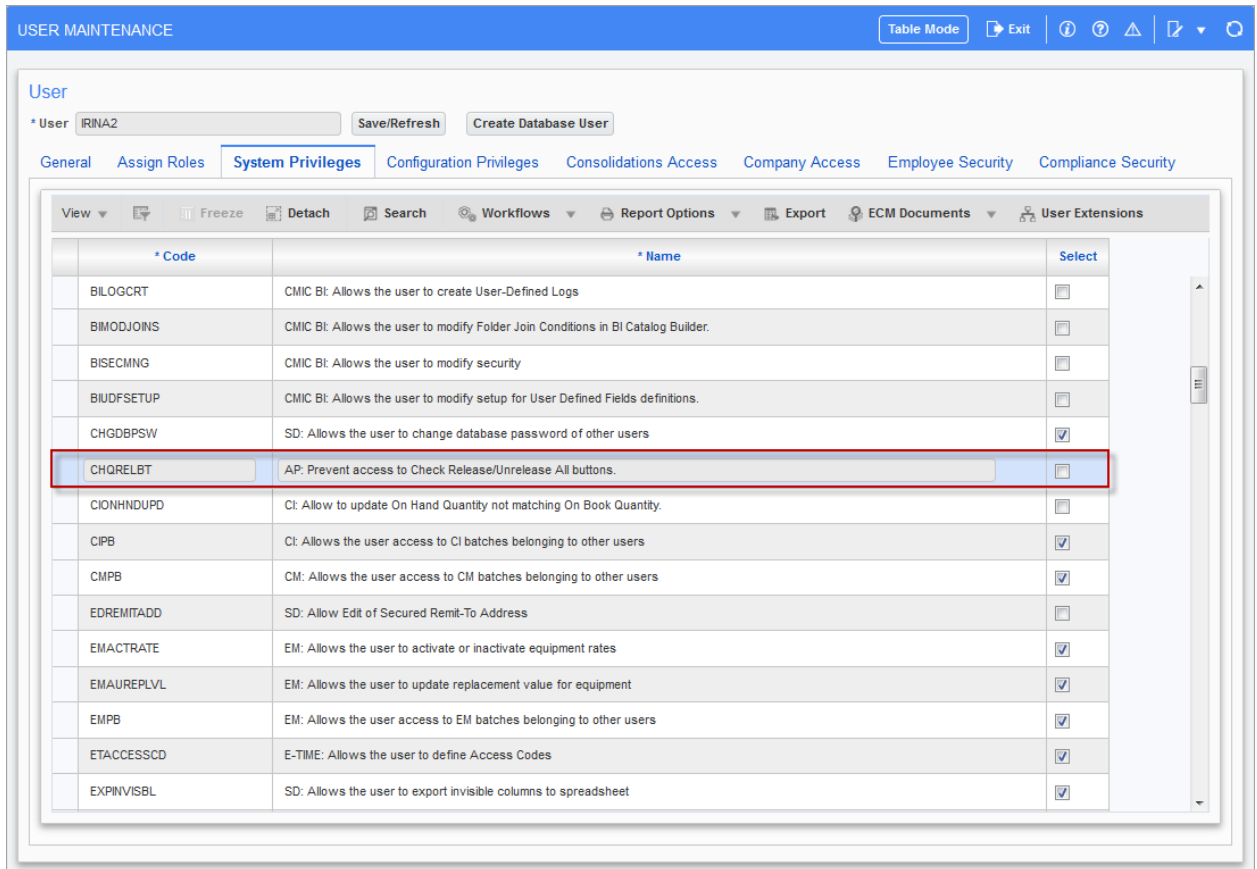 USER MAINTENANCE Table Mode Exit
User
* User IRINA2 Save/Refresh Create Database User
General Assign Roles System Privileges Configuration Privileges Consolidations Access Company Access Employee Security Compliance Security
View Freeze Detach Search Workflows Report Options Export ECM Documents User Extensions
* Code * Name Select
BILOGCRT CMIC BI: Allows the user to create User-Defined Logs
BIMODJOINS CMIC BI: Allows the user to modify Folder Join Conditions in BI Catalog Builder.
BISECMNG CMIC BI: Allows the user to modify security
BIUDFSETUP CMIC BI: Allows the user to modify setup for User Defined Fields definitions.
CHGDBPSW SD: Allows the user to change database password of other users
CHQRELBT AP: Prevent access to Check Release/Unrelease All buttons.
CIONHNDUPD CI: Allow to update On Hand Quantity not matching On Book Quantity.
CIPB CI: Allows the user access to CI batches belonging to other users
CMPB CM: Allows the user access to CM batches belonging to other users
EDREMITADD SD: Allow Edit of Secured Remit-To Address
EMACTRATE EM: Allows the user to activate or inactivate equipment rates
EMAUREPLVL EM: Allows the user to update replacement value for equipment
EMPB EM: Allows the user access to EM batches belonging to other users
ETACCESSCD E-TIME: Allows the user to define Access Codes
EXPINVISBL SD: Allows the user to export invisible columns to spreadsheet